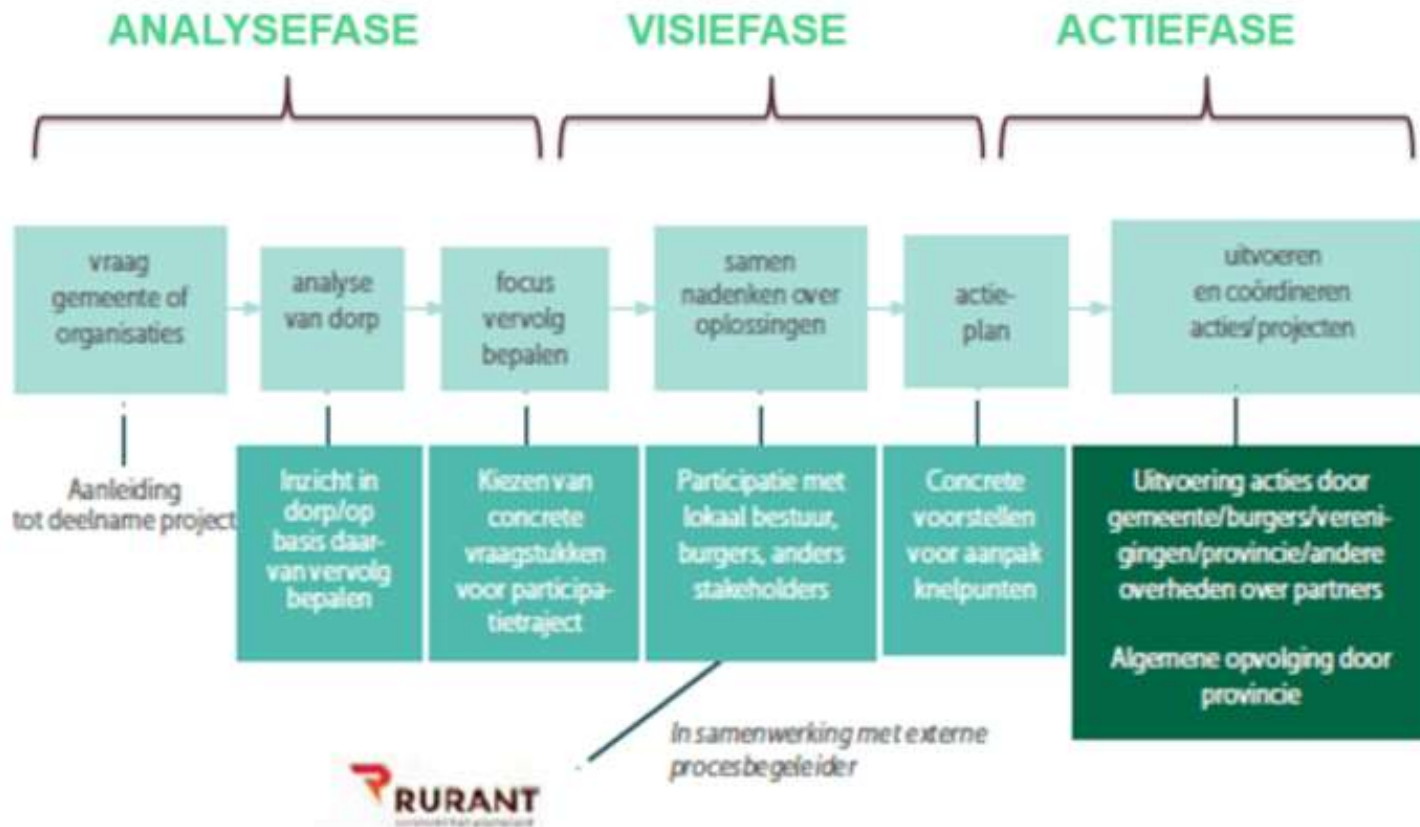 ANALYSEFASE
VISIEFASE
ACTIEFASE
vraag
gemeente of
organisaties
analyse
van dorp
focus
vervolg
bepalen
samen
nadenken over
oplossingen
actie-
plan
uitvoeren
en coördineren
acties/projecten
Aanleiding
tot deelname project
Inzicht in
dorp/op
basis daar-
van vervolg
bepalen
Kiezen van
concrete
vraagstukken
voor participa-
tietraject
Participatie met
lokaal bestuur,
burgers, anders
stakeholders
Concrete
voorstellen
voor aanpak
knelpunten
Uitvoering acties door
gemeente/burgers/vereni-
gingen/provincie/andere
overheden over partners
Algemene opvolging door
provincie
In samenwerking met externe
procesbegeleider
RURANT